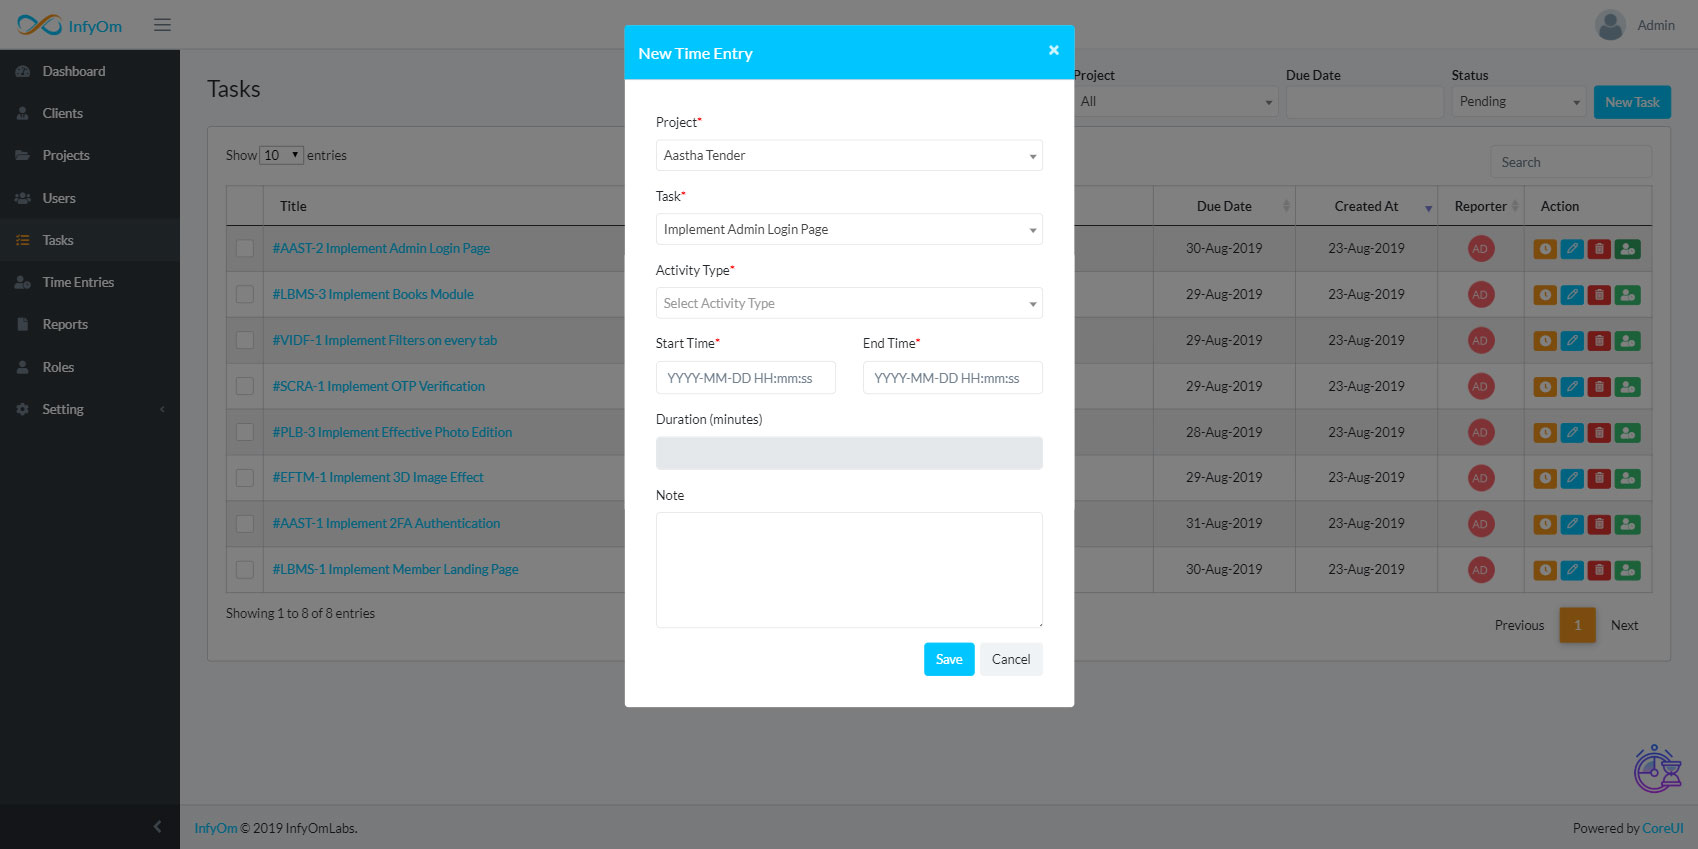 InfyOm
Admin
Dashboard
Clients
Projects
Users
Tasks
Time Entries
Reports
Roles
Setting
Tasks
Project
All
Due Date
Status
Pending
New Task
Show 10 entries
Search
Title Due Date Created At Reporter Action
#AAST-2 Implement Admin Login Page 30-Aug-2019 23-Aug-2019 AD
#LBMS-3 Implement Books Module 29-Aug-2019 23-Aug-2019 AD
#VIDF-1 Implement Filters on every tab 29-Aug-2019 23-Aug-2019 AD
#SCRA-1 Implement OTP Verification 29-Aug-2019 23-Aug-2019 AD
#PLB-3 Implement Effective Photo Edition 28-Aug-2019 23-Aug-2019 AD
#EFTM-1 Implement 3D Image Effect 29-Aug-2019 23-Aug-2019 AD
#AAST-1 Implement 2FA Authentication 31-Aug-2019 23-Aug-2019 AD
#LBMS-1 Implement Member Landing Page 30-Aug-2019 23-Aug-2019 AD
Showing 1 to 8 of 8 entries
Previous 1 Next
New Time Entry ×
Project*
Aastha Tender
Task*
Implement Admin Login Page
Activity Type*
Select Activity Type
Start Time* End Time*
YYYY-MM-DD HH:mm:ss YYYY-MM-DD HH:mm:ss
Duration (minutes)
Note
Save Cancel
InfyOm © 2019 InfyOmLabs.
Powered by CoreUI